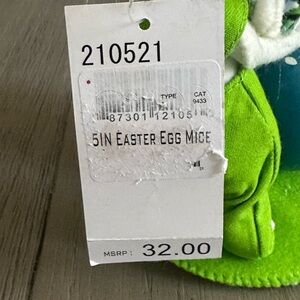 210521
TYPE CAT
9433
87301 12105
5IN EASTER EGG MICE
MSRP: 32.00